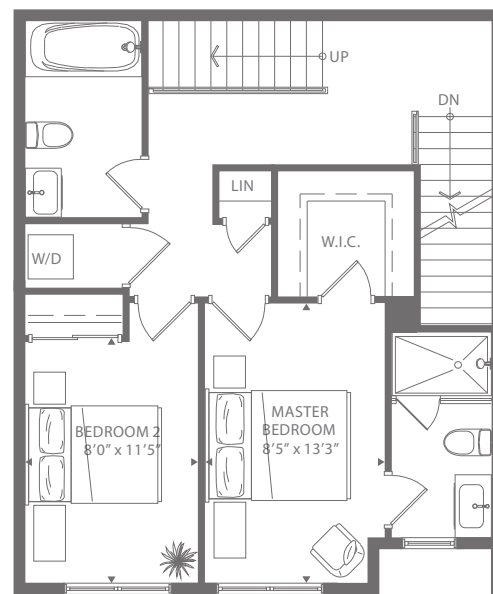 UP
DN
LIN
W.I.C.
W/D
BEDROOM 2
8'0" x 11'5"
MASTER
BEDROOM
8'5" x 13'3"